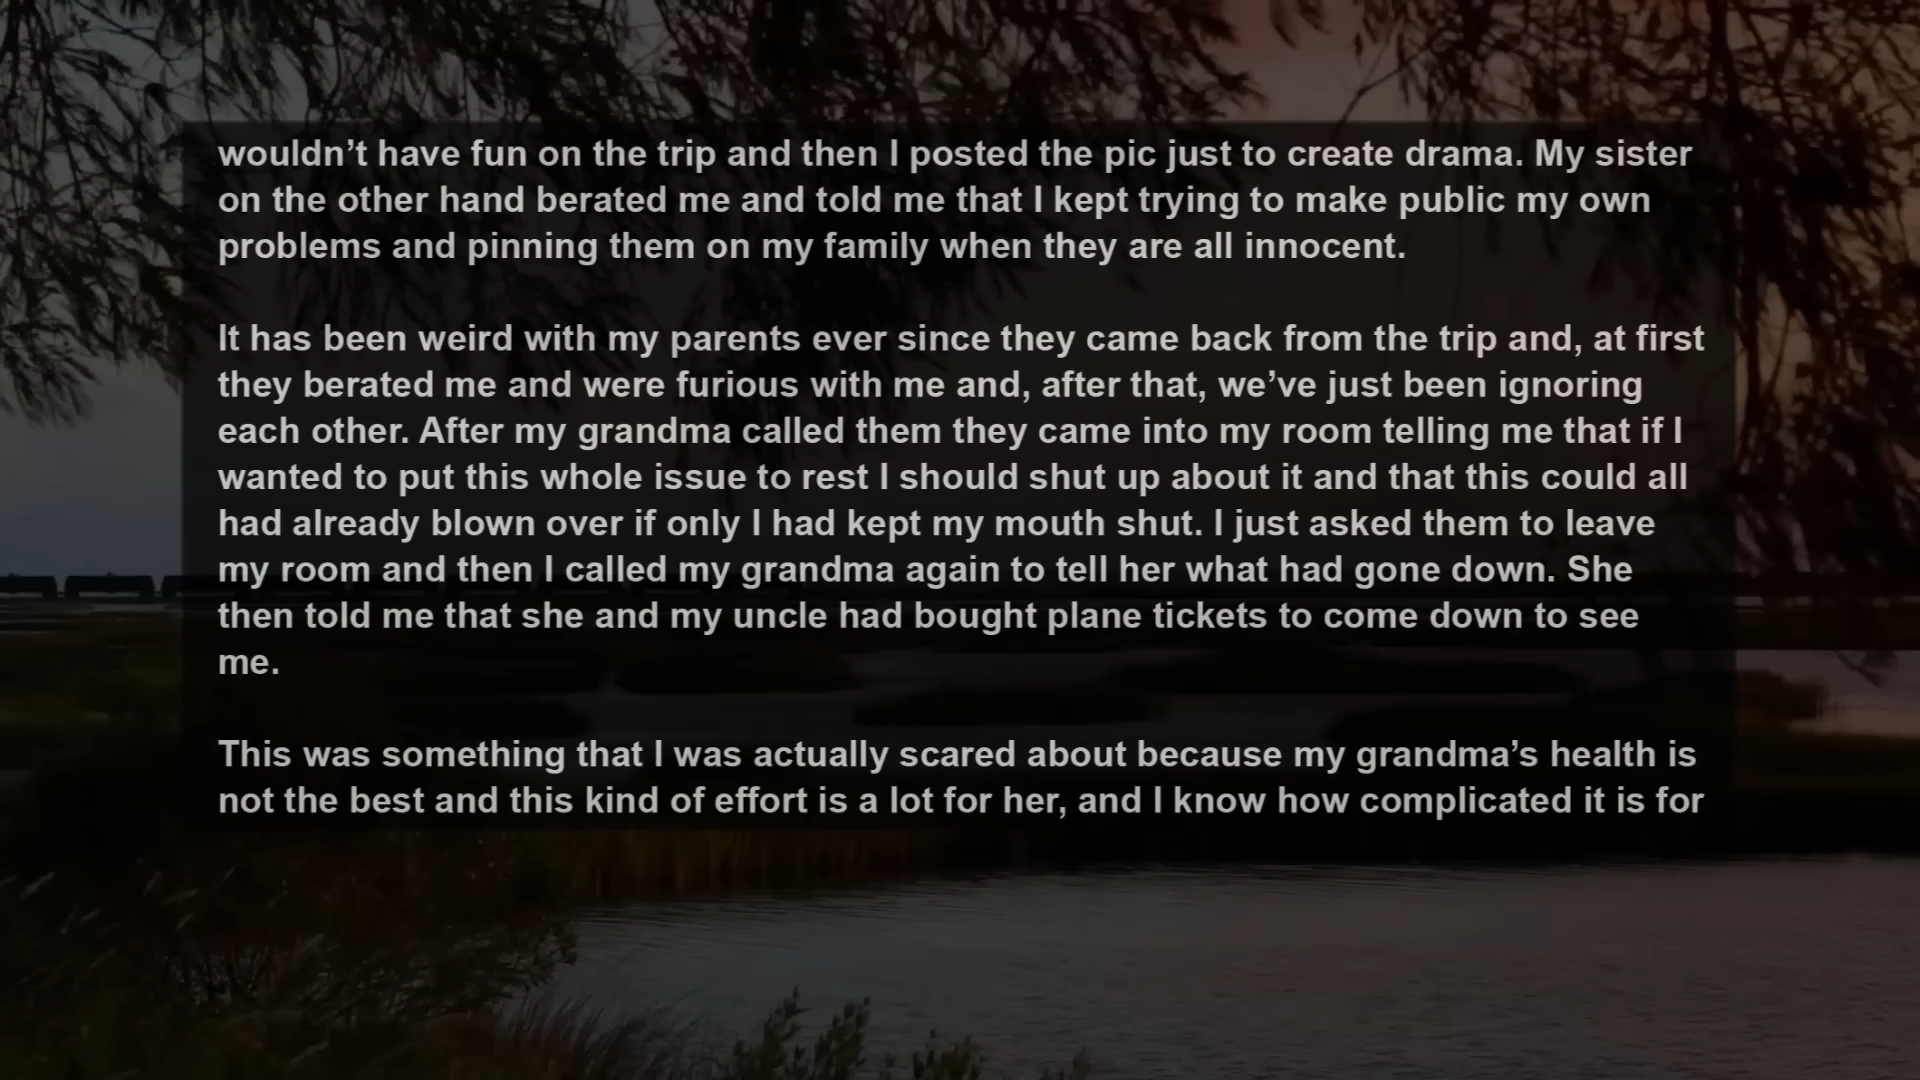 wouldn’t have fun on the trip and then I posted the pic just to create drama. My sister
on the other hand berated me and told me that I kept trying to make public my own
problems and pinning them on my family when they are all innocent.
It has been weird with my parents ever since they came back from the trip and, at first
they berated me and were furious with me and, after that, we’ve just been ignoring
each other. After my grandma called them they came into my room telling me that if I
wanted to put this whole issue to rest I should shut up about it and that this could all
had already blown over if only I had kept my mouth shut. I just asked them to leave
my room and then I called my grandma again to tell her what had gone down. She
then told me that she and my uncle had bought plane tickets to come down to see
me.
This was something that I was actually scared about because my grandma’s health is
not the best and this kind of effort is a lot for her, and I know how complicated it is for